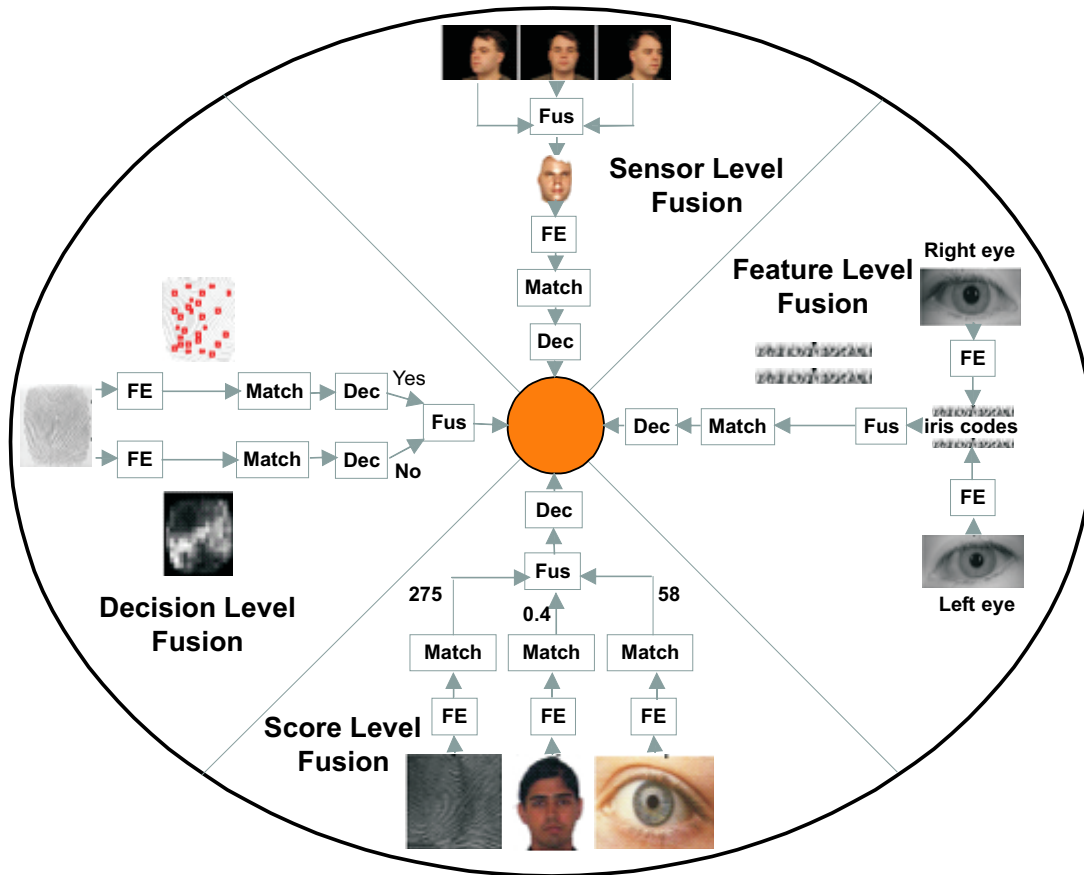 Fus
Sensor Level
Fusion
FE
Match
Dec
Right eye
Feature Level
Fusion
FE
Dec
Match
Fus
iris codes
FE
Left eye
FE
Match
Dec
Yes
Fus
FE
Match
Dec
No
Decision Level
Fusion
Dec
Fus
275
0.4
58
Match
Match
Match
FE
FE
FE
Score Level
Fusion